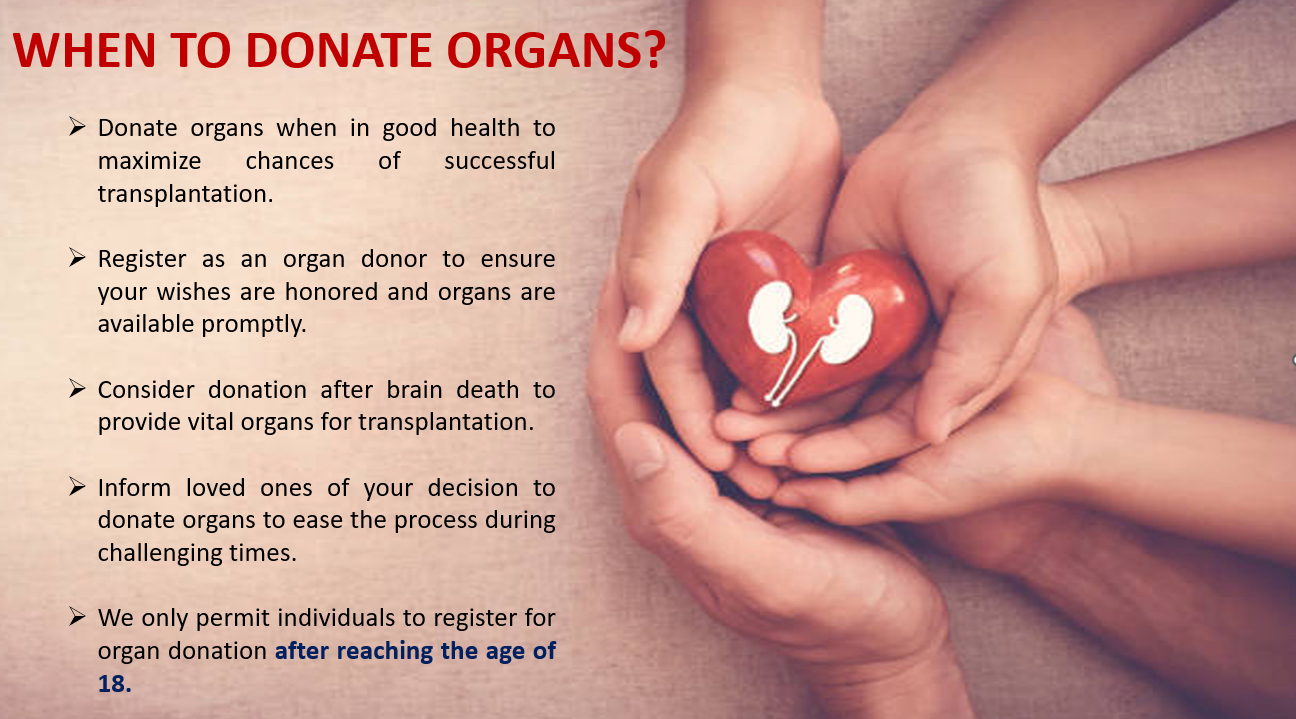 WHEN TO DONATE ORGANS?
➢ Donate organs when in good health to
maximize chances of successful
transplantation.
➢ Register as an organ donor to ensure
your wishes are honored and organs are
available promptly.
➢ Consider donation after brain death to
provide vital organs for transplantation.
➢ Inform loved ones of your decision to
donate organs to ease the process during
challenging times.
➢ We only permit individuals to register for
organ donation after reaching the age of
18.